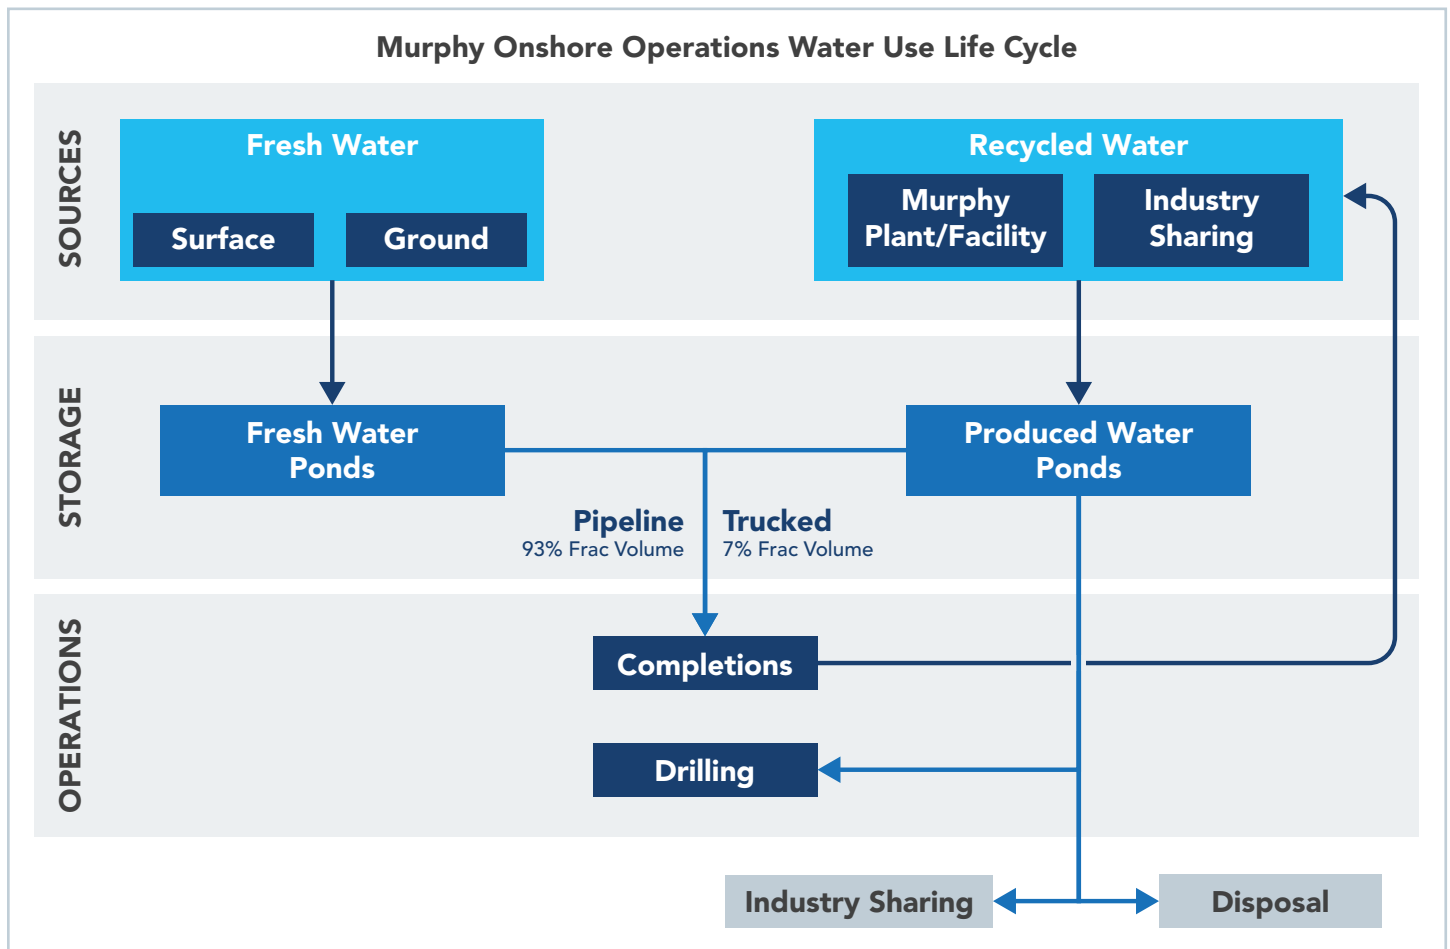 Murphy Onshore Operations Water Use Life Cycle
SOURCES
Fresh Water
Surface
Ground
Recycled Water
Murphy
Plant/Facility
Industry
Sharing
STORAGE
Fresh Water
Ponds
Produced Water
Ponds
Pipeline
93% Frac Volume
Trucked
7% Frac Volume
OPERATIONS
Completions
Drilling
Industry Sharing
Disposal